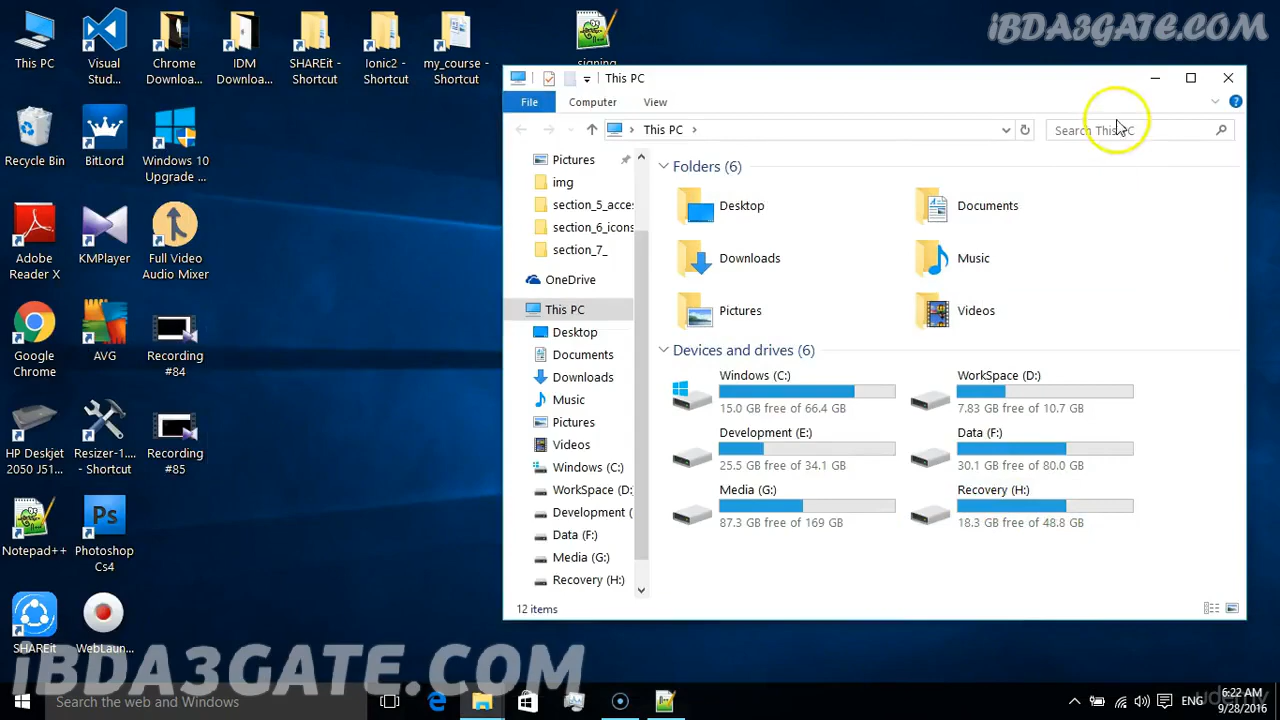 iBDA3GATE.COM
This PC
Visual Stud...
Chrome Downloa...
IDM Downloa...
SHAREit - Shortcut
Ionic2 - Shortcut
my_course - Shortcut
signing
Recycle Bin
BitLord
Windows 10 Upgrade ...
Adobe Reader X
KMPlayer
Full Video Audio Mixer
Google Chrome
AVG
Recording #84
HP Deskjet 2050 J51...
Resizer-1.... - Shortcut
Recording #85
Notepad++
Photoshop Cs4
SHAREit
WebLaun...
This PC
File
Computer
View
This PC
Search This PC
Pictures
img
section_5_acces
section_6_icons
section_7_
OneDrive
This PC
Desktop
Documents
Downloads
Music
Pictures
Videos
Windows (C:)
WorkSpace (D:
Development (
Data (F:)
Media (G:)
Recovery (H:)
Folders (6)
Desktop
Documents
Downloads
Music
Pictures
Videos
Devices and drives (6)
Windows (C:)
15.0 GB free of 66.4 GB
WorkSpace (D:)
7.83 GB free of 10.7 GB
Development (E:)
25.5 GB free of 34.1 GB
Data (F:)
30.1 GB free of 80.0 GB
Media (G:)
87.3 GB free of 169 GB
Recovery (H:)
18.3 GB free of 48.8 GB
12 items
iBDA3GATE.COM
Search the web and Windows
ENG
6:22 AM
9/28/2016
udemy